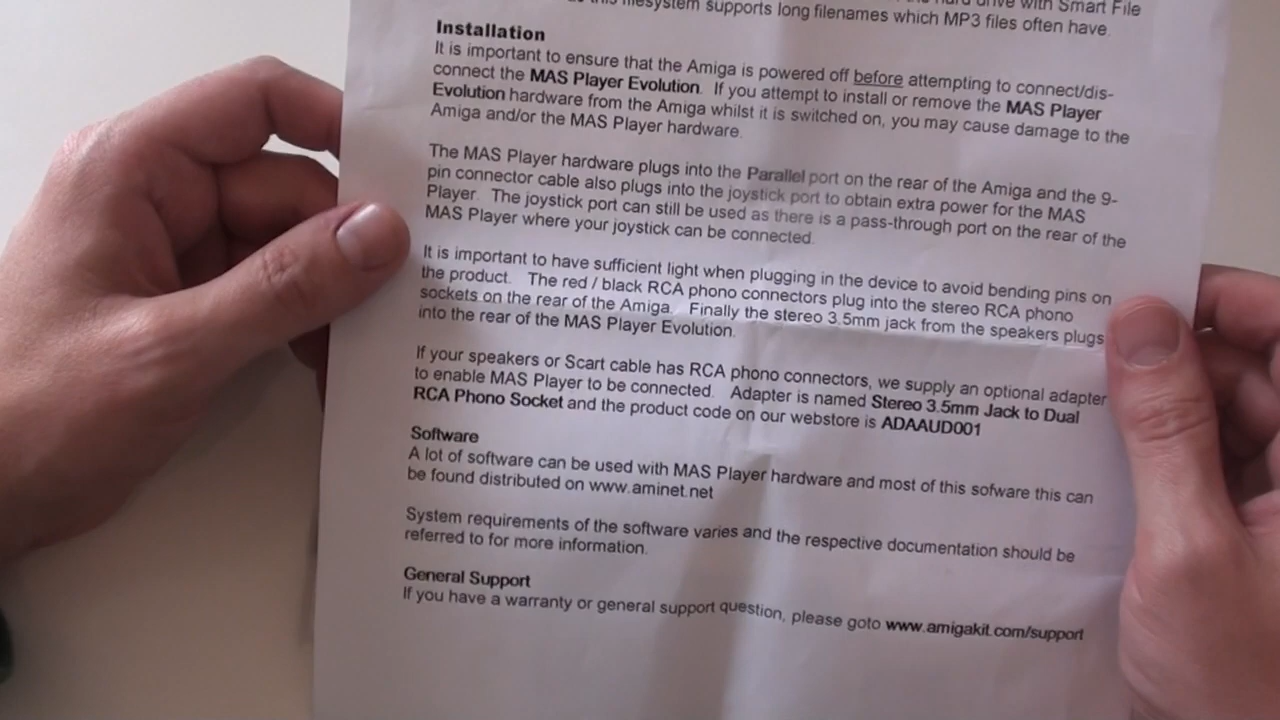 drive with Smart File
filesystem supports long filenames which MP3 files often have.
Installation
It is important to ensure that the Amiga is powered off before attempting to connect/dis-
connect the MAS Player Evolution. If you attempt to install or remove the MAS Player
Evolution hardware from the Amiga whilst it is switched on, you may cause damage to the
Amiga and/or the MAS Player hardware.
The MAS Player hardware plugs into the Parallel port on the rear of the Amiga and the 9-
pin connector cable also plugs into the joystick port to obtain extra power for the MAS
Player. The joystick port can still be used as there is a pass-through port on the rear of the
MAS Player where your joystick can be connected.
It is important to have sufficient light when plugging in the device to avoid bending pins on
the product. The red / black RCA phono connectors plug into the stereo RCA phono
sockets on the rear of the Amiga. Finally the stereo 3.5mm jack from the speakers plugs
into the rear of the MAS Player Evolution.
If your speakers or Scart cable has RCA phono connectors, we supply an optional adapter
to enable MAS Player to be connected. Adapter is named Stereo 3.5mm Jack to Dual
RCA Phono Socket and the product code on our webstore is ADAAUD001
Software
A lot of software can be used with MAS Player hardware and most of this sofware this can
be found distributed on www.aminet.net
System requirements of the software varies and the respective documentation should be
referred to for more information.
General Support
If you have a warranty or general support question, please goto www.amigakit.com/support